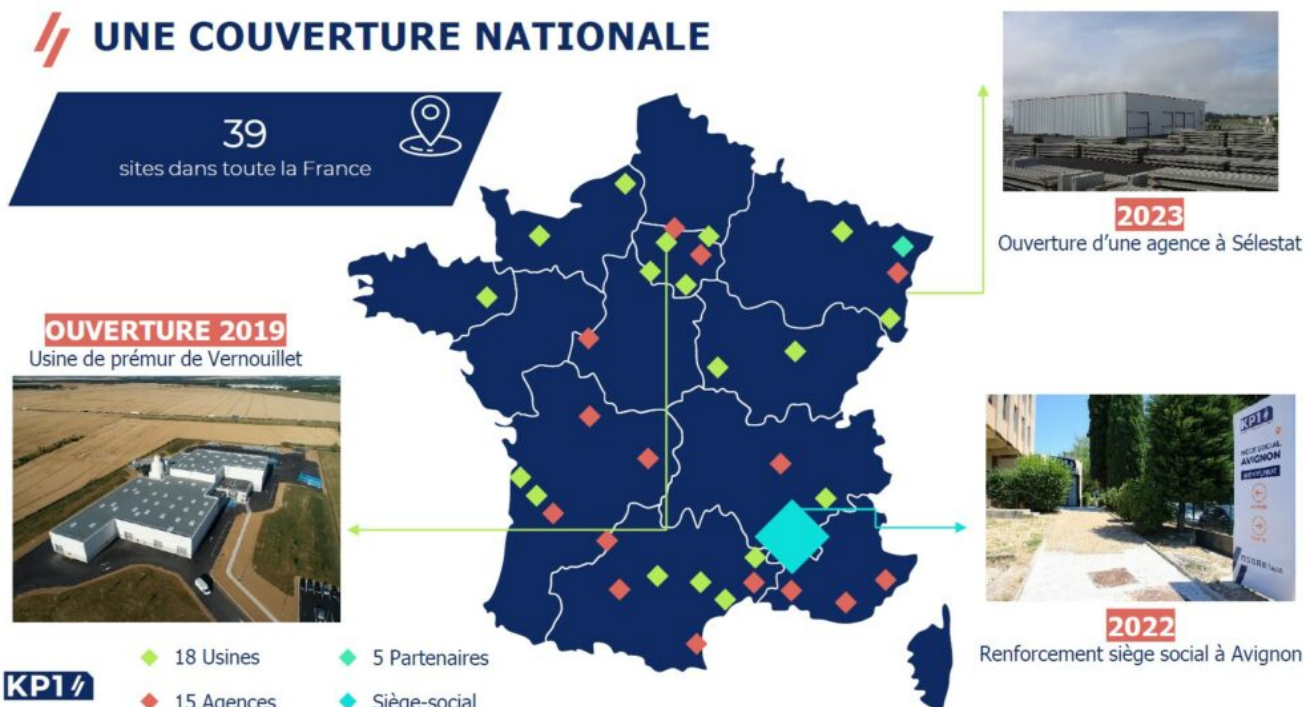 UNE COUVERTURE NATIONALE
39
sites dans toute la France
2023
Ouverture d'une agence à Sélestat
OUVERTURE 2019
Usine de prémur de Vernouillet
KP1
SIÈGE SOCIAL
AVIGNON
2022
Renforcement siège social à Avignon
18 Usines
5 Partenaires
15 Agences
Siège-social
KP1